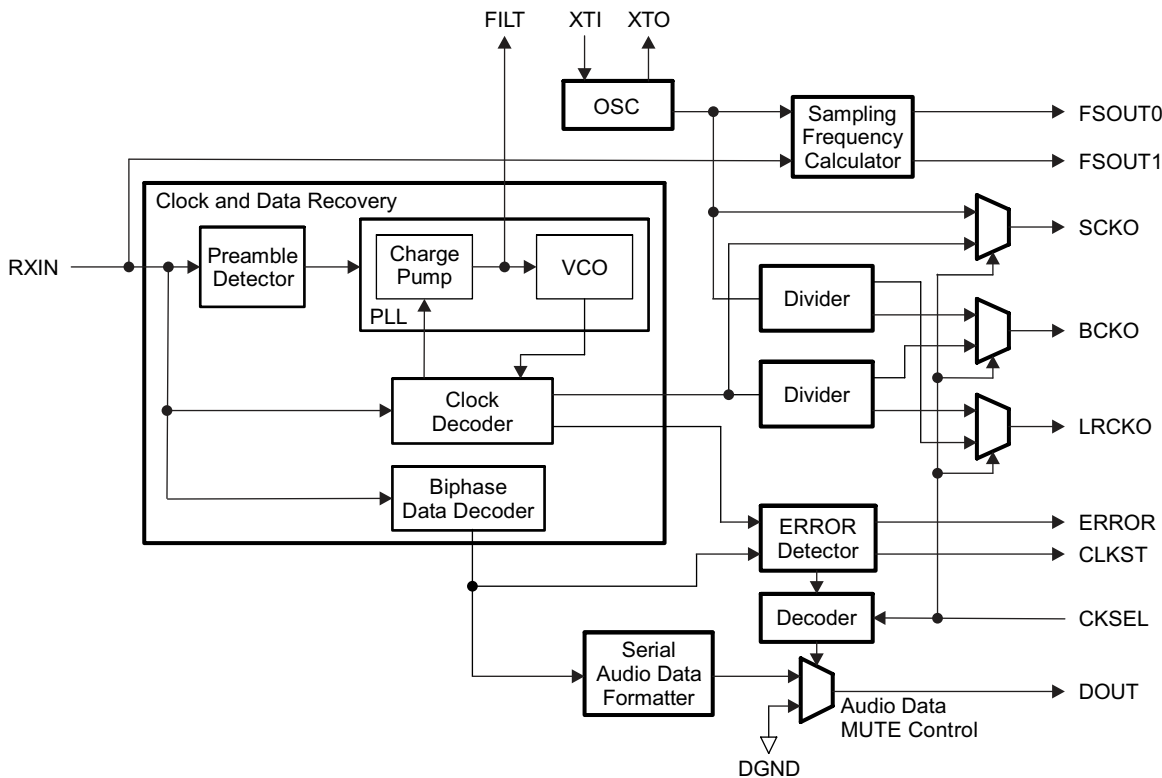 FILT
XTI
XTO
OSC
Sampling
Frequency
Calculator
FSOUT0
FSOUT1
Clock and Data Recovery
RXIN
Preamble
Detector
Charge
Pump
VCO
PLL
SCKO
Divider
BCKO
Clock
Decoder
Divider
LRCKO
Biphase
Data Decoder
ERROR
Detector
ERROR
CLKST
Decoder
CKSEL
Serial
Audio Data
Formatter
DOUT
Audio Data
MUTE Control
DGND